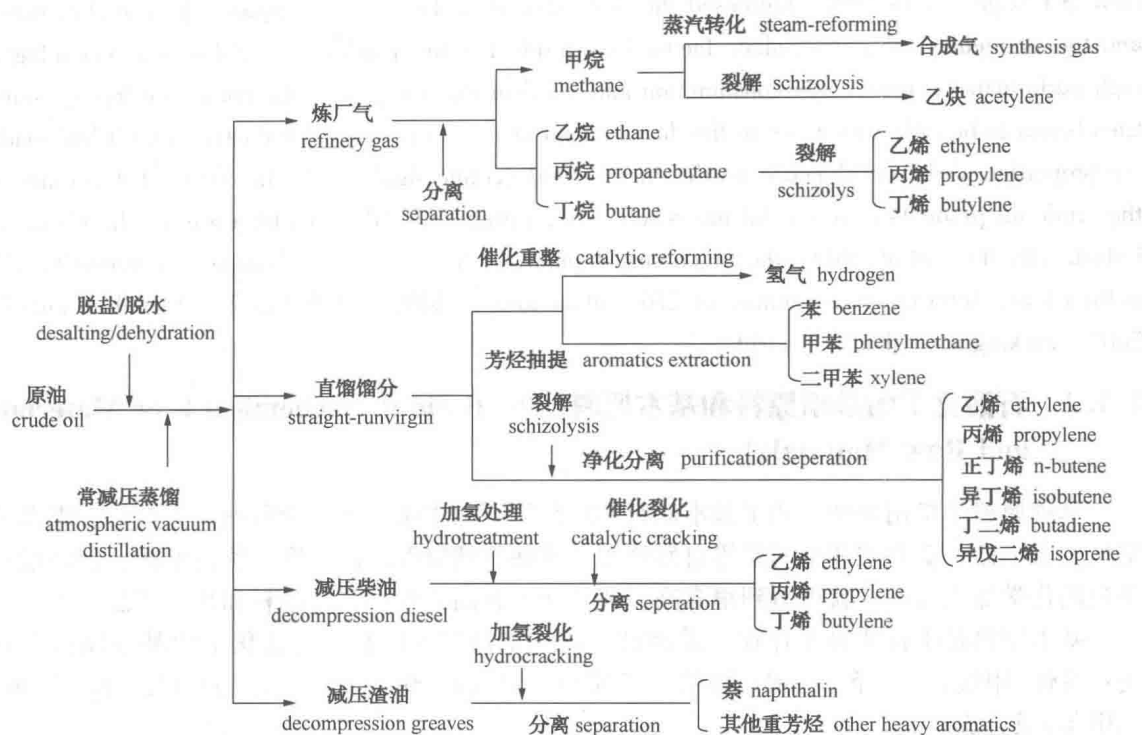 蒸汽转化 steam-reforming
甲烷
methane
合成气 synthesis gas
裂解 schizolysis
乙炔 acetylene
炼厂气
refinery gas
分离
separation
乙烷 ethane
丙烷 propanebutane
丁烷 butane
裂解
schizolys
乙烯 ethylene
丙烯 propylene
丁烯 butylene
催化重整 catalytic reforming
氢气 hydrogen
苯 benzene
甲苯 phenylmethane
二甲苯 xylene
芳烃抽提 aromatics extraction
脱盐/脱水
desalting/dehydration
原油
crude oil
常减压蒸馏
atmospheric vacuum
distillation
直馏馏分
straight-runvirgin
裂解
schizolysis
净化分离 purification seperation
乙烯 ethylene
丙烯 propylene
正丁烯 n-butene
异丁烯 isobutene
丁二烯 butadiene
异戊二烯 isoprene
加氢处理
hydrotreatment
催化裂化
catalytic cracking
减压柴油
decompression diesel
分离 seperation
乙烯 ethylene
丙烯 propylene
丁烯 butylene
加氢裂化
hydrocracking
减压渣油
decompression greaves
分离 separation
萘 naphthalin
其他重芳烃 other heavy aromatics